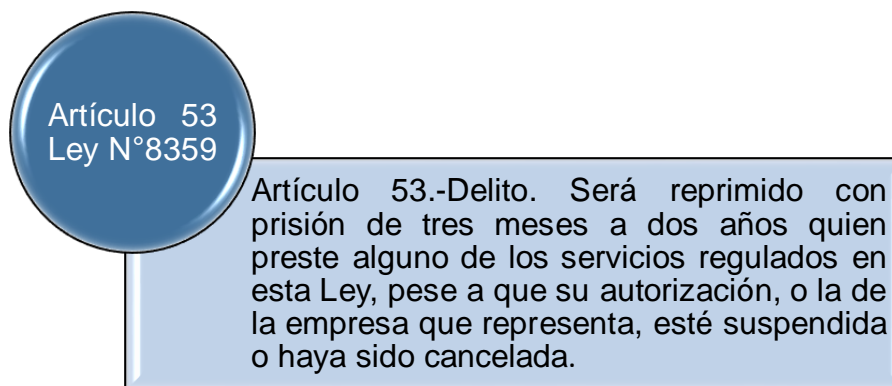 Artículo 53
Ley N°8359
Artículo 53.-Delito. Será reprimido con
prisión de tres meses a dos años quien
preste alguno de los servicios regulados en
esta Ley, pese a que su autorización, o la de
la empresa que representa, esté suspendida
o haya sido cancelada.